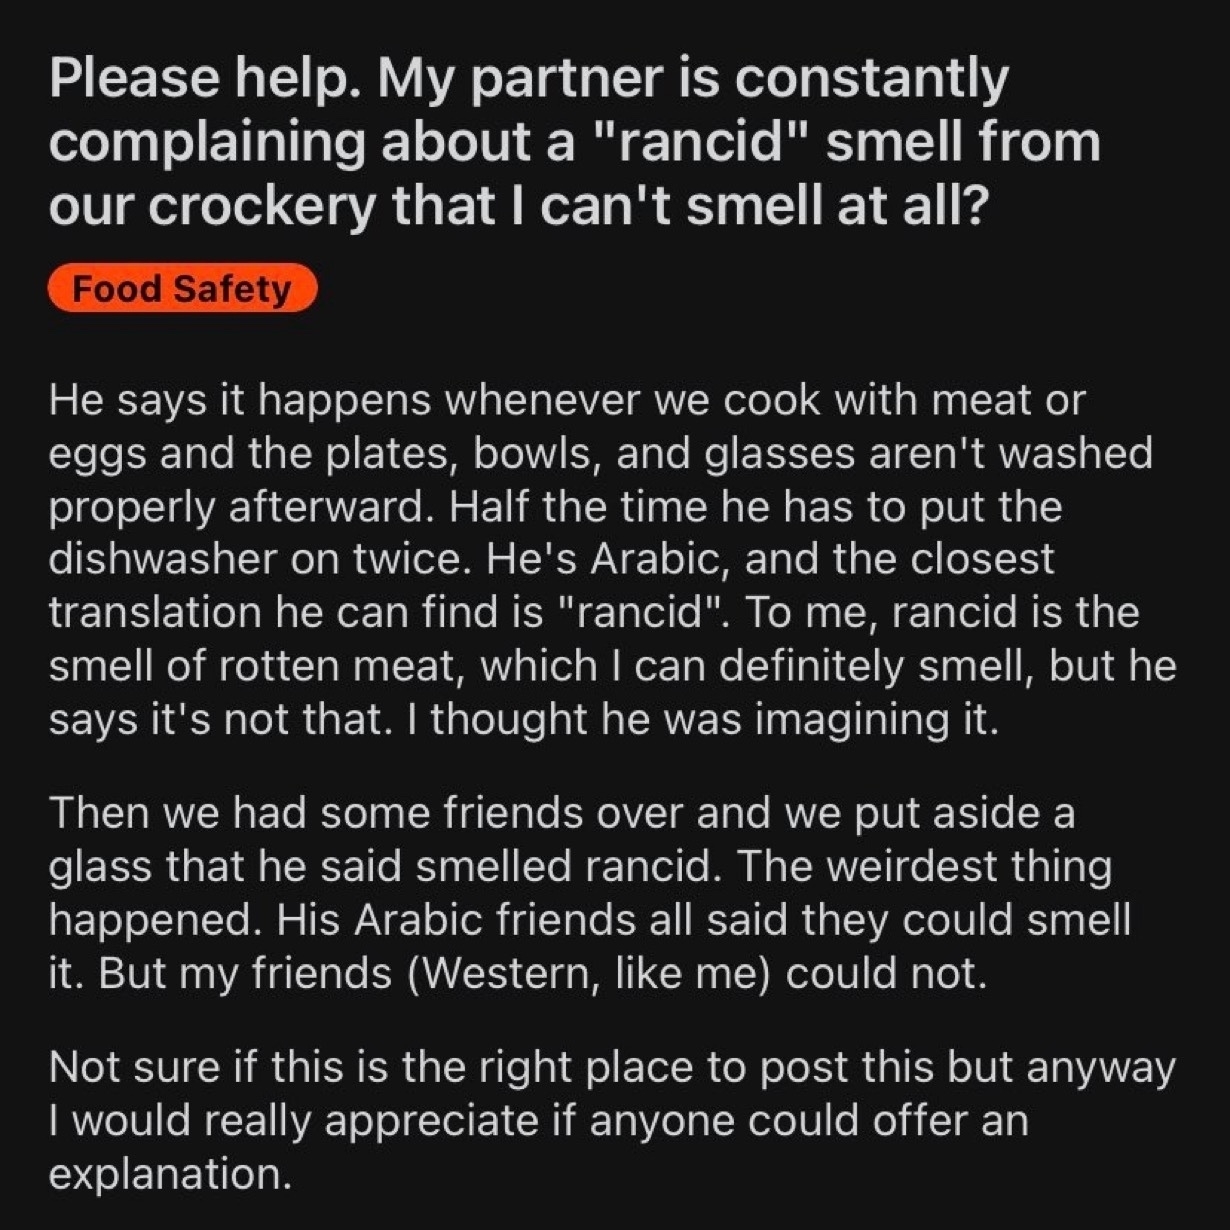 Please help. My partner is constantly
complaining about a "rancid" smell from
our crockery that I can't smell at all?
Food Safety
He says it happens whenever we cook with meat or
eggs and the plates, bowls, and glasses aren't washed
properly afterward. Half the time he has to put the
dishwasher on twice. He's Arabic, and the closest
translation he can find is "rancid". To me, rancid is the
smell of rotten meat, which I can definitely smell, but he
says it's not that. I thought he was imagining it.
Then we had some friends over and we put aside a
glass that he said smelled rancid. The weirdest thing
happened. His Arabic friends all said they could smell
it. But my friends (Western, like me) could not.
Not sure if this is the right place to post this but anyway
I would really appreciate if anyone could offer an
explanation.